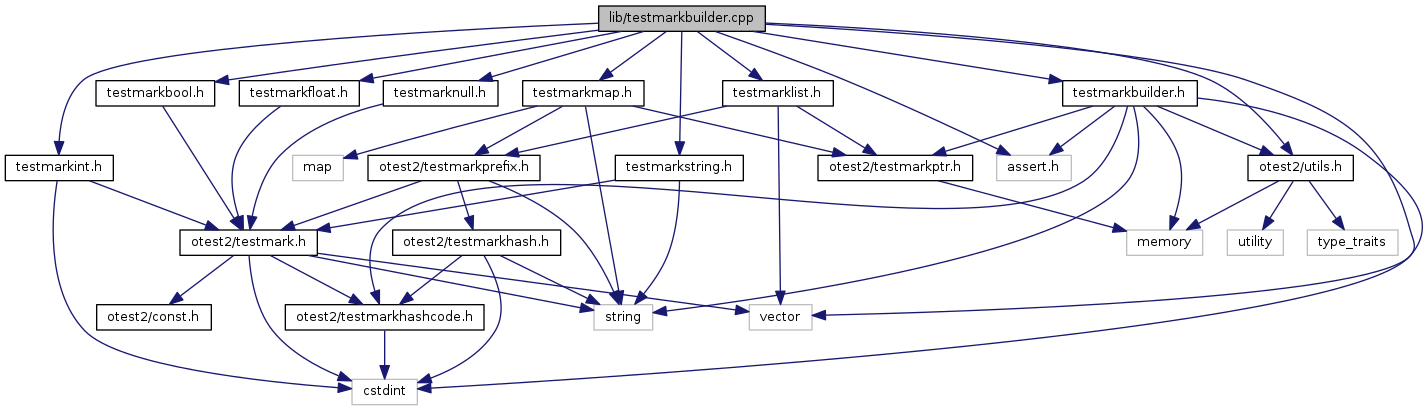 lib/testmarkbuilder.cpp
testmarkbool.h
testmarkfloat.h
testmarknull.h
testmarkmap.h
testmarklist.h
testmarkbuilder.h
testmarkint.h
map
otest2/testmarkprefix.h
testmarkstring.h
otest2/testmarkptr.h
assert.h
otest2/utils.h
otest2/testmark.h
otest2/testmarkhash.h
memory
utility
type_traits
otest2/const.h
otest2/testmarkhashcode.h
string
vector
cstdint